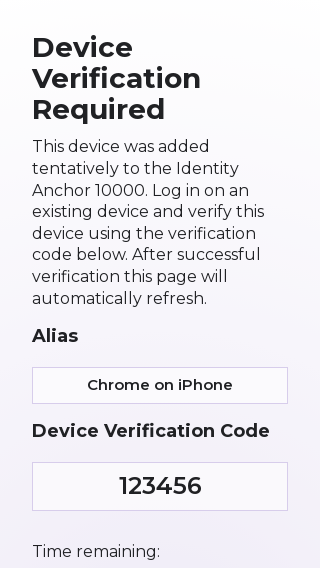 Device
Verification
Required
This device was added
tentatively to the Identity
Anchor 10000. Log in on an
existing device and verify this
device using the verification
code below. After successful
verification this page will
automatically refresh.
Alias
Chrome on iPhone
Device Verification Code
123456
Time remaining: